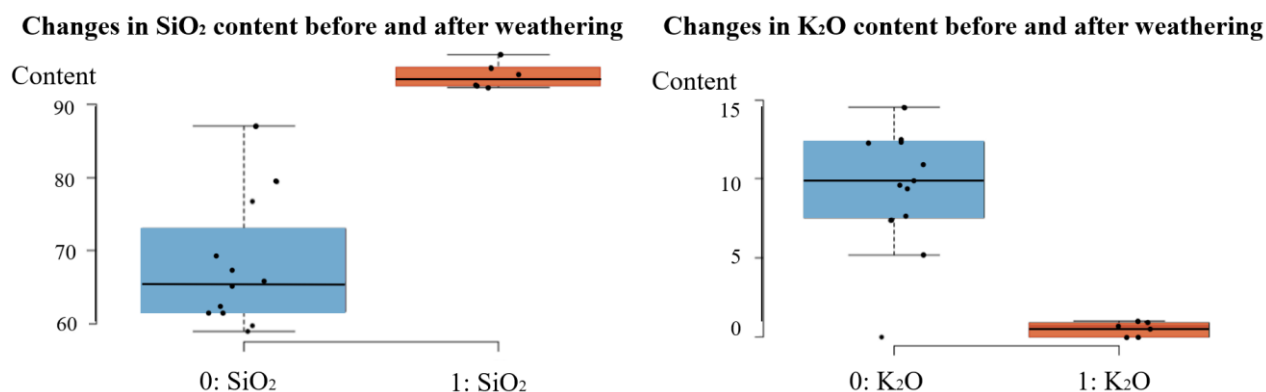 Changes in SiO₂ content before and after weathering
Content
90
80
70
60
0: SiO₂
1: SiO₂
Changes in K₂O content before and after weathering
Content
15
10
5
0
0: K₂O
1: K₂O